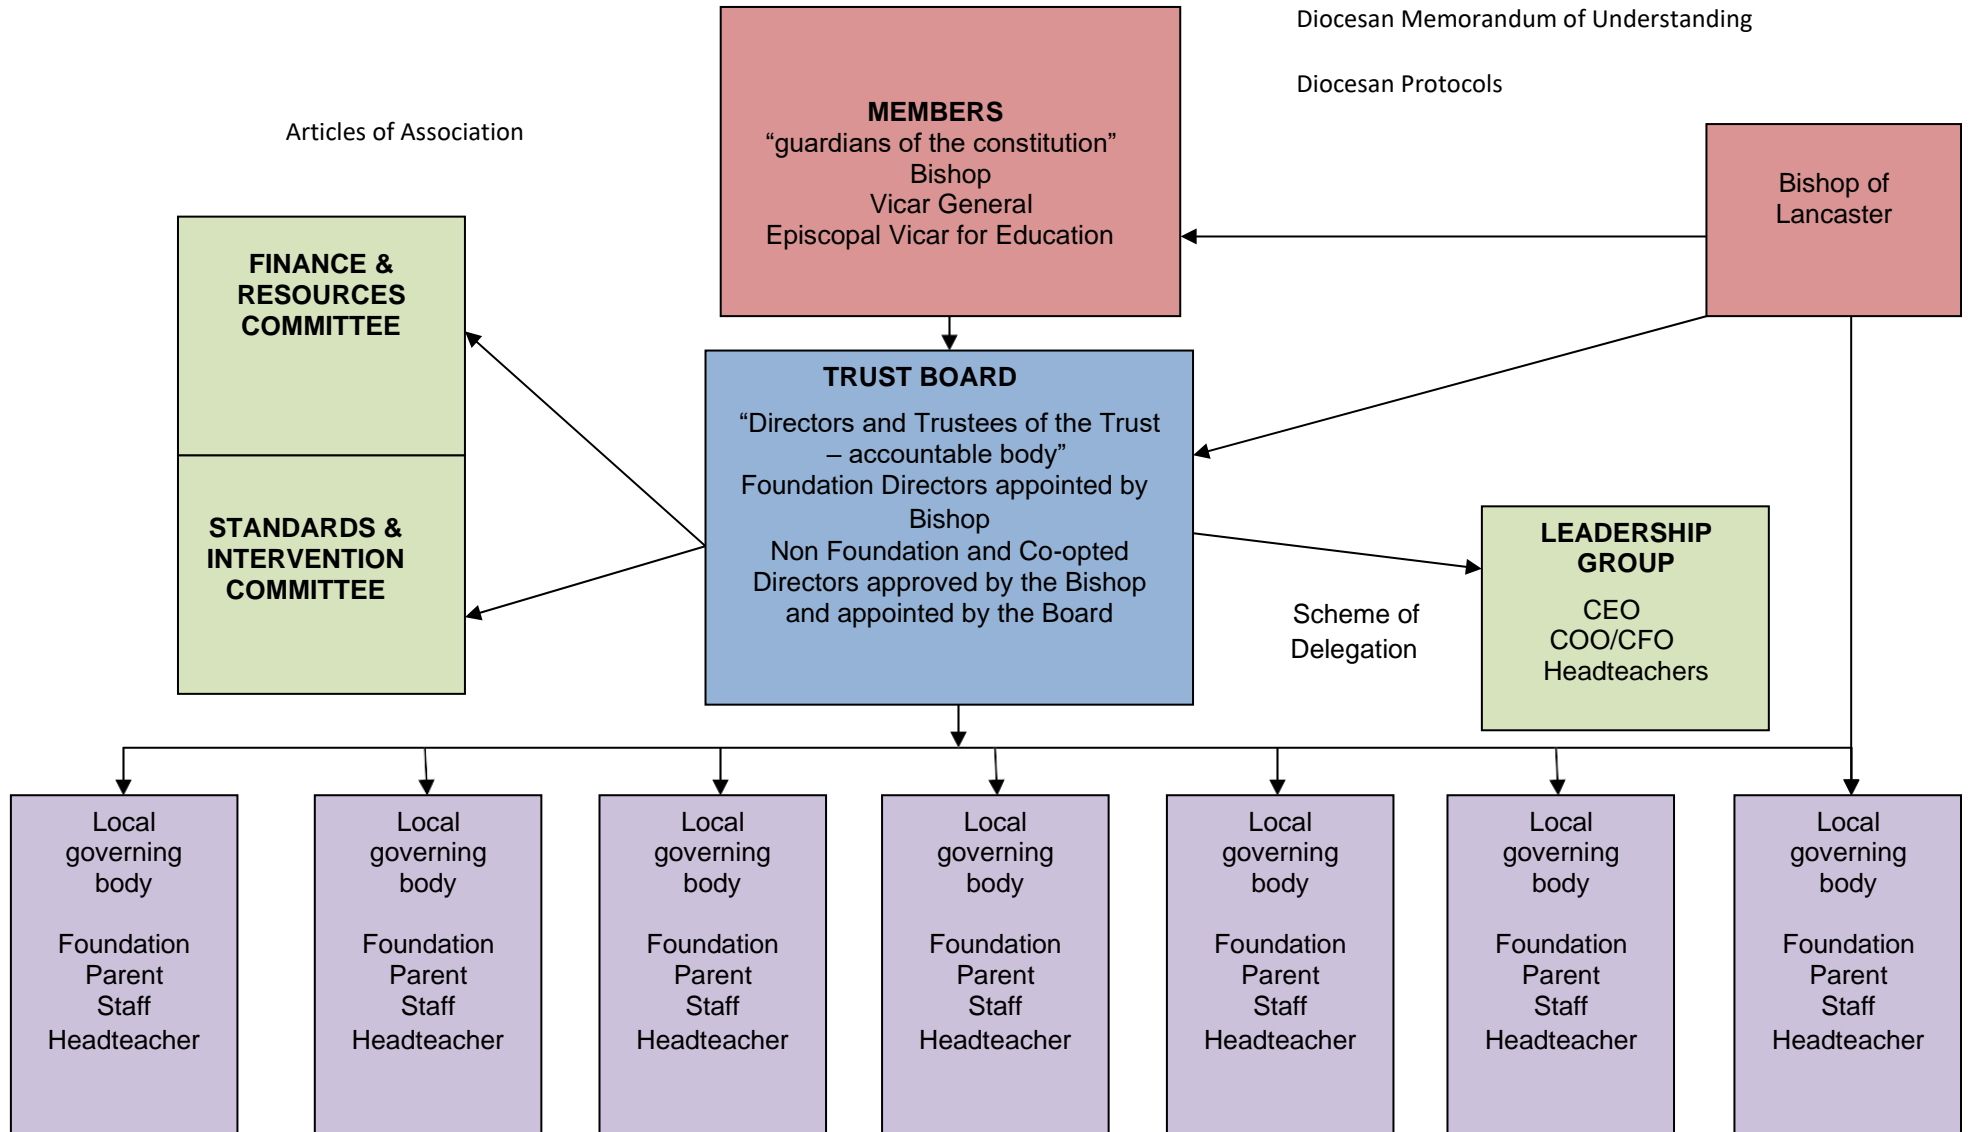 Diocesan Memorandum of Understanding
Diocesan Protocols
Articles of Association
MEMBERS
“guardians of the constitution”
Bishop
Vicar General
Episcopal Vicar for Education
Bishop of
Lancaster
FINANCE &
RESOURCES
COMMITTEE
STANDARDS &
INTERVENTION
COMMITTEE
TRUST BOARD
“Directors and Trustees of the Trust
– accountable body”
Foundation Directors appointed by
Bishop
Non Foundation and Co-opted
Directors approved by the Bishop
and appointed by the Board
Scheme of
Delegation
LEADERSHIP
GROUP
CEO
COO/CFO
Headteachers
Local
governing
body
Foundation
Parent
Staff
Headteacher
Local
governing
body
Foundation
Parent
Staff
Headteacher
Local
governing
body
Foundation
Parent
Staff
Headteacher
Local
governing
body
Foundation
Parent
Staff
Headteacher
Local
governing
body
Foundation
Parent
Staff
Headteacher
Local
governing
body
Foundation
Parent
Staff
Headteacher
Local
governing
body
Foundation
Parent
Staff
Headteacher